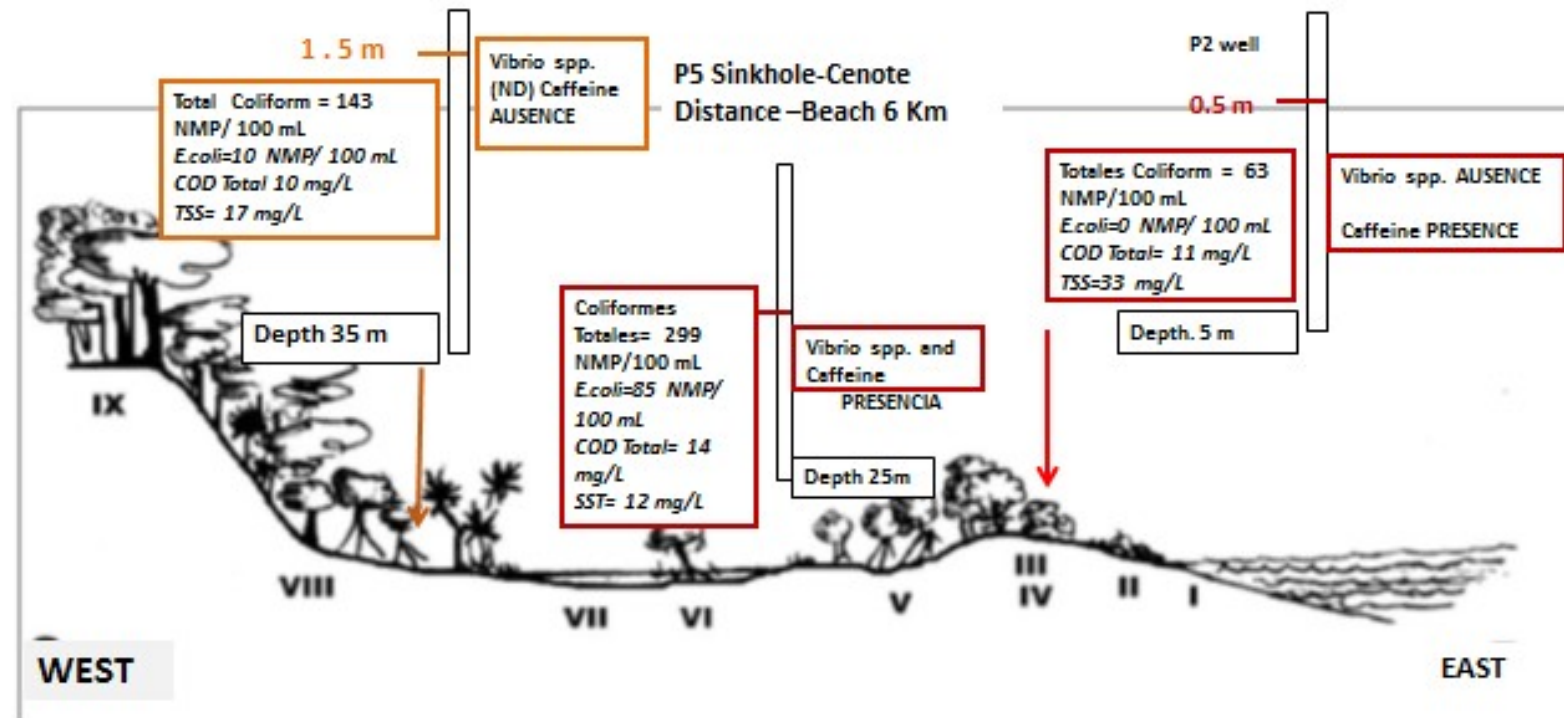 1.5 m
Total Coliform = 143
NMP/ 100 mL
E.coli=10 NMP/ 100 mL
COD Total 10 mg/L
TSS= 17 mg/L
Vibrio spp.
(ND) Caffeine
AUSENCE
Depth 35 m
P5 Sinkhole-Cenote
Distance –Beach 6 Km
Coliformes
Totales= 299
NMP/100 mL
E.coli=85 NMP/
100 mL
COD Total= 14
mg/L
SST= 12 mg/L
Vibrio spp. and
Caffeine
PRESENCIA
Depth 25m
P2 well
0.5 m
Totales Coliform = 63
NMP/100 mL
E.coli=0 NMP/ 100 mL
COD Total= 11 mg/L
TSS=33 mg/L
Vibrio spp. AUSENCE
Caffeine PRESENCE
Depth. 5 m
IX
VIII
VII
VI
V
III
IV
II
I
WEST
EAST